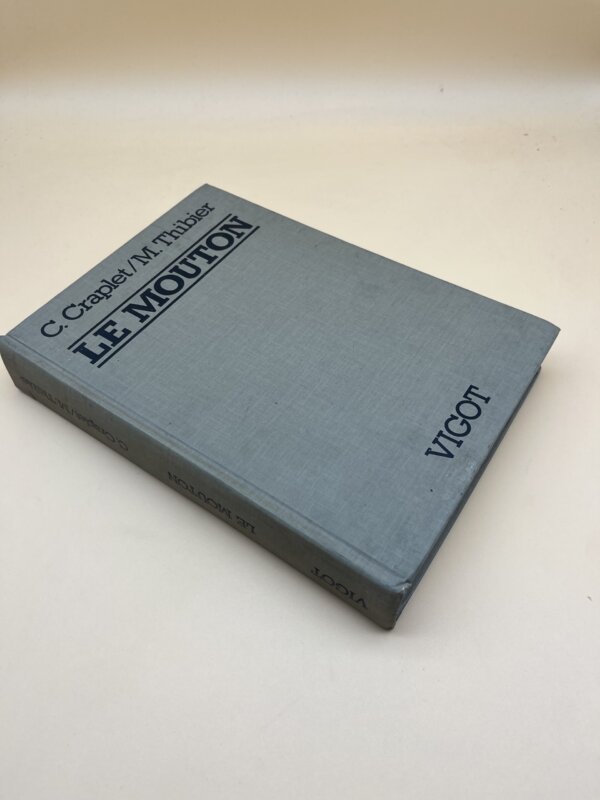 C. Craplet/M. Thibier
LE MOUTON
VIGOT
C. Craplet/M. Thibier
LE MOUTON
VIGOT